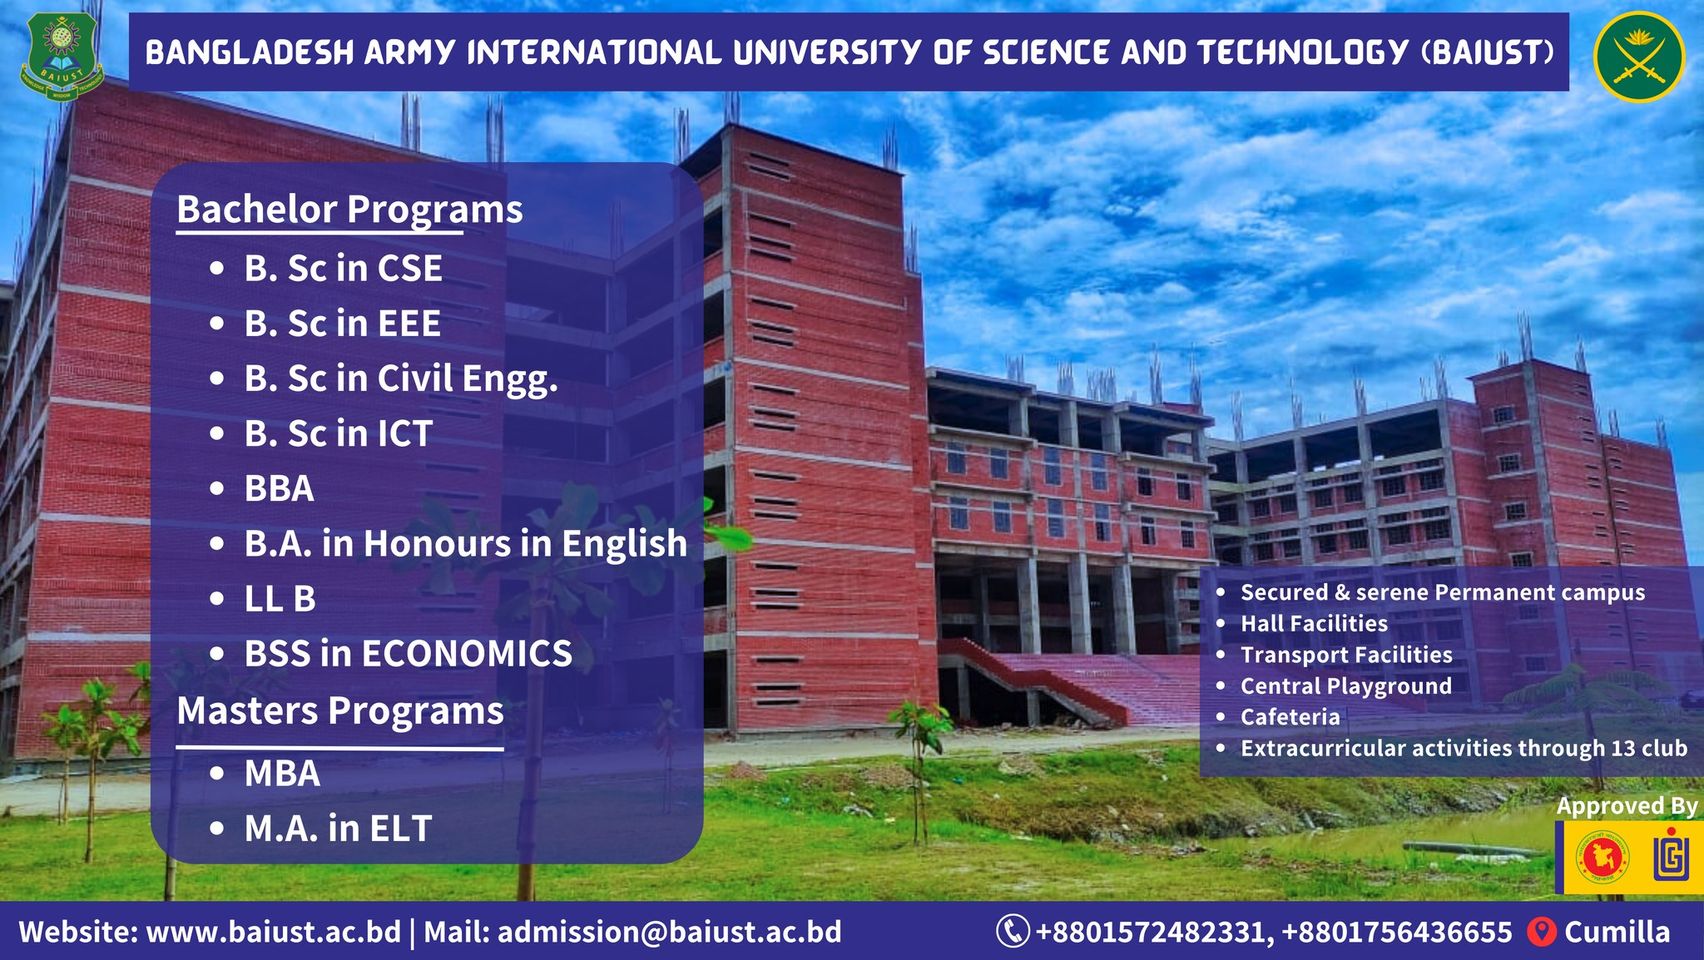 BANGLADESH ARMY INTERNATIONAL UNIVERSITY OF SCIENCE AND TECHNOLOGY (BAIUST)
BAIUST
Bachelor Programs
• B. Sc in CSE
• B. Sc in EEE
• B. Sc in Civil Engg.
• B. Sc in ICT
• BBA
• B.A. in Honours in English
• LL B
• BSS in ECONOMICS
Masters Programs
• MBA
• M.A. in ELT
• Secured & serene Permanent campus
• Hall Facilities
• Transport Facilities
• Central Playground
• Cafeteria
• Extracurricular activities through 13 club
Approved By
Website: www.baiust.ac.bd | Mail: admission@baiust.ac.bd
+8801572482331, +8801756436655 Cumilla